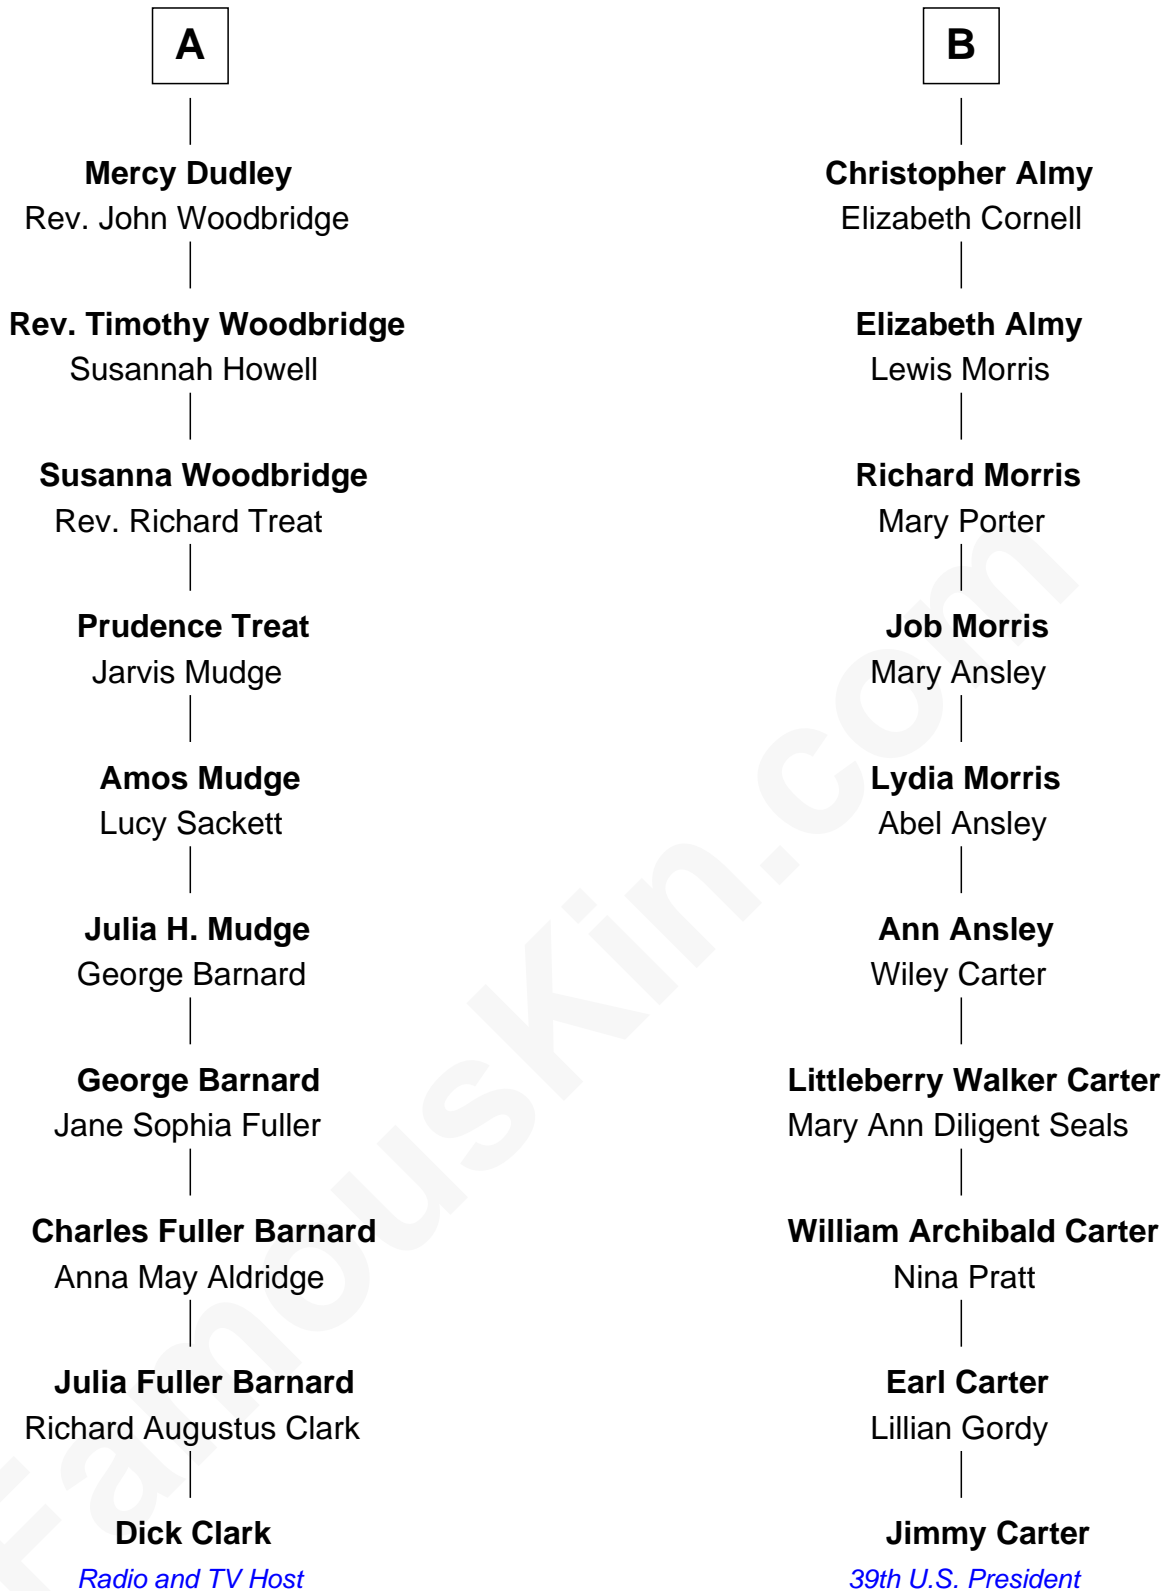 A
Mercy Dudley
Rev. John Woodbridge
Rev. Timothy Woodbridge
Susannah Howell
Susanna Woodbridge
Rev. Richard Treat
Prudence Treat
Jarvis Mudge
Amos Mudge
Lucy Sackett
Julia H. Mudge
George Barnard
George Barnard
Jane Sophia Fuller
Charles Fuller Barnard
Anna May Aldridge
Julia Fuller Barnard
Richard Augustus Clark
Dick Clark
Radio and TV Host
B
Christopher Almy
Elizabeth Cornell
Elizabeth Almy
Lewis Morris
Richard Morris
Mary Porter
Job Morris
Mary Ansley
Lydia Morris
Abel Ansley
Ann Ansley
Wiley Carter
Littleberry Walker Carter
Mary Ann Diligent Seals
William Archibald Carter
Nina Pratt
Earl Carter
Lillian Gordy
Jimmy Carter
39th U.S. President
FamousKin.com